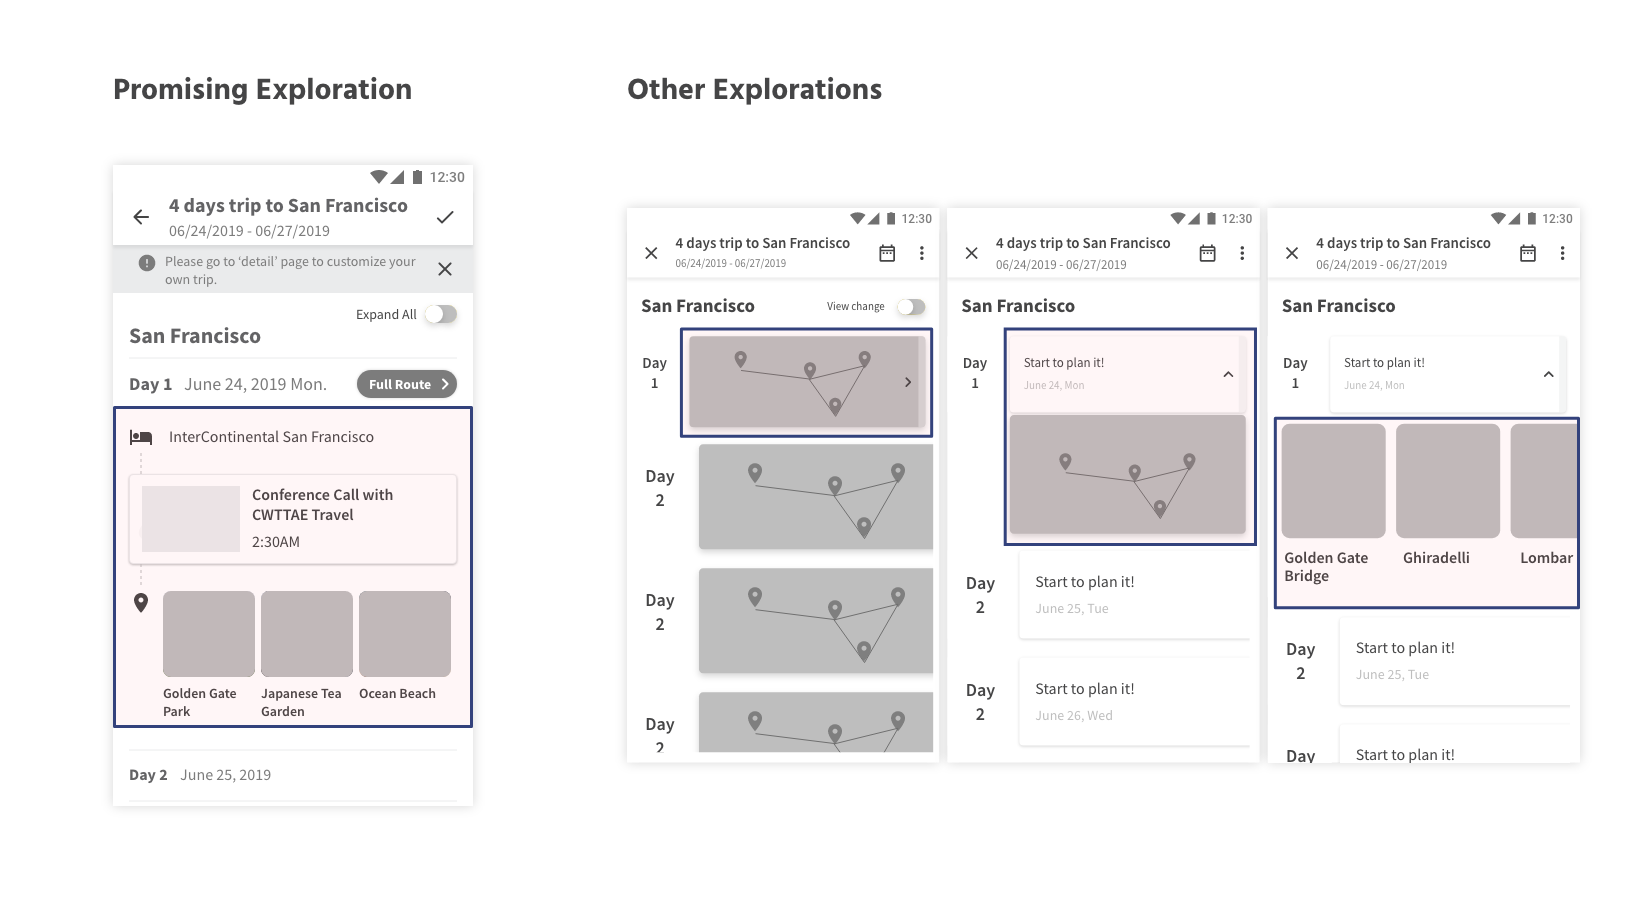 Promising Exploration
Other Explorations
12:30
4 days trip to San Francisco
06/24/2019 - 06/27/2019
Please go to ‘detail’ page to customize your
own trip.
Expand All
San Francisco
Day 1 June 24, 2019 Mon.
Full Route
InterContinental San Francisco
Conference Call with
CWTTAE Travel
2:30AM
Golden Gate
Park
Japanese Tea
Garden
Ocean Beach
Day 2 June 25, 2019
12:30
4 days trip to San Francisco
06/24/2019 - 06/27/2019
San Francisco
View change
Day
1
Day
2
Day
2
Day
2
12:30
4 days trip to San Francisco
06/24/2019 - 06/27/2019
San Francisco
Day
1
Start to plan it!
June 24, Mon
Day
2
Start to plan it!
June 25, Tue
Day
2
Start to plan it!
June 26, Wed
12:30
4 days trip to San Francisco
06/24/2019 - 06/27/2019
San Francisco
Day
1
Start to plan it!
June 24, Mon
Golden Gate
Bridge
Ghiradelli
Lombar
Day
2
Start to plan it!
June 25, Tue
Day
Start to plan it!